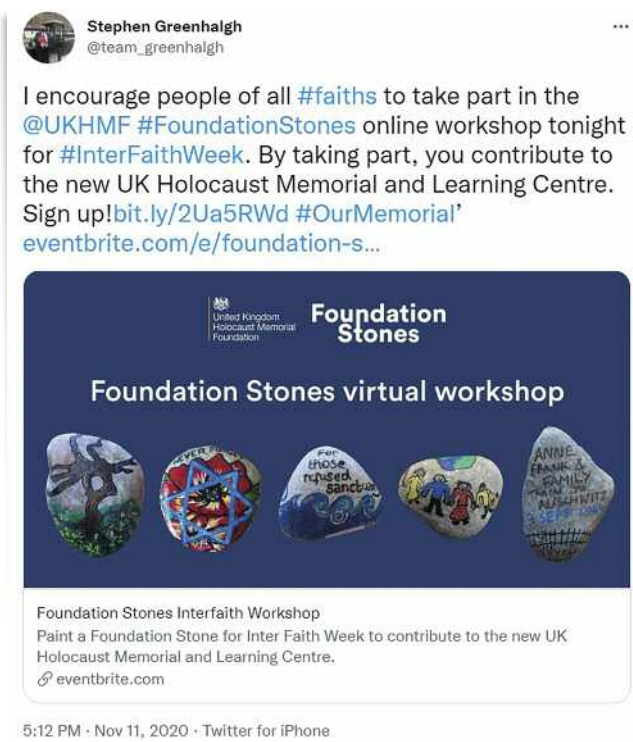 Stephen Greenhalgh
@team_greenhalgh
I encourage people of all #faiths to take part in the
@UKHMF #FoundationStones online workshop tonight
for #InterFaithWeek. By taking part, you contribute to
the new UK Holocaust Memorial and Learning Centre.
Sign up!bit.ly/2Ua5RWd #OurMemorial’
eventbrite.com/e/foundation-s...
United Kingdom
Holocaust Memorial
Foundation
Foundation
Stones
Foundation Stones virtual workshop
NEVER
For
those
refused
ANNE
FRANK &
FAMILY
Foundation Stones Interfaith Workshop
Paint a Foundation Stone for Inter Faith Week to contribute to the new UK
Holocaust Memorial and Learning Centre.
eventbrite.com
5:12 PM · Nov 11, 2020 · Twitter for iPhone